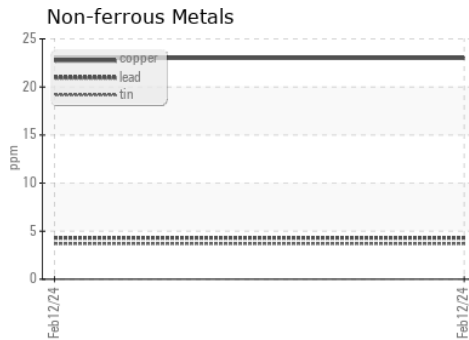 Non-ferrous Metals
25
copper
lead
20
tin
15
ppm
10
5
0
Feb12/24
Feb12/24